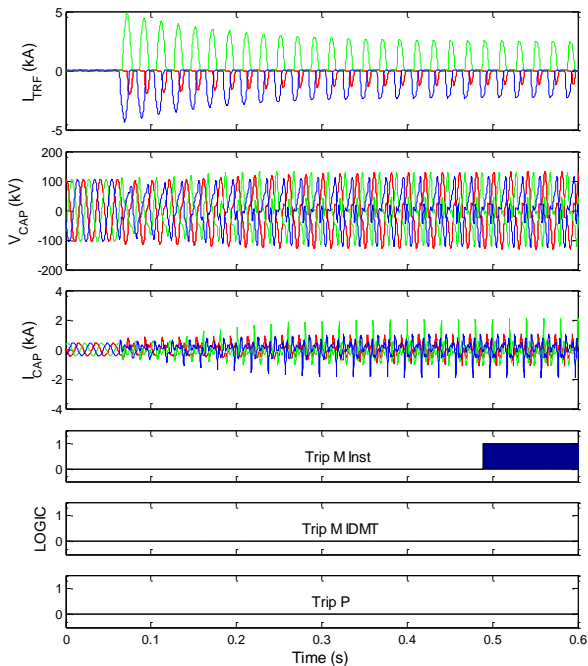 5
0
-5
I_TRF (kA)
200
100
0
-100
-200
V_CAP (kV)
4
2
0
-2
-4
I_CAP (kA)
1
0
Trip M Inst
1
0
Trip M IDMT
LOGIC
1
0
Trip P
0 0.1 0.2 0.3 0.4 0.5 0.6
Time (s)